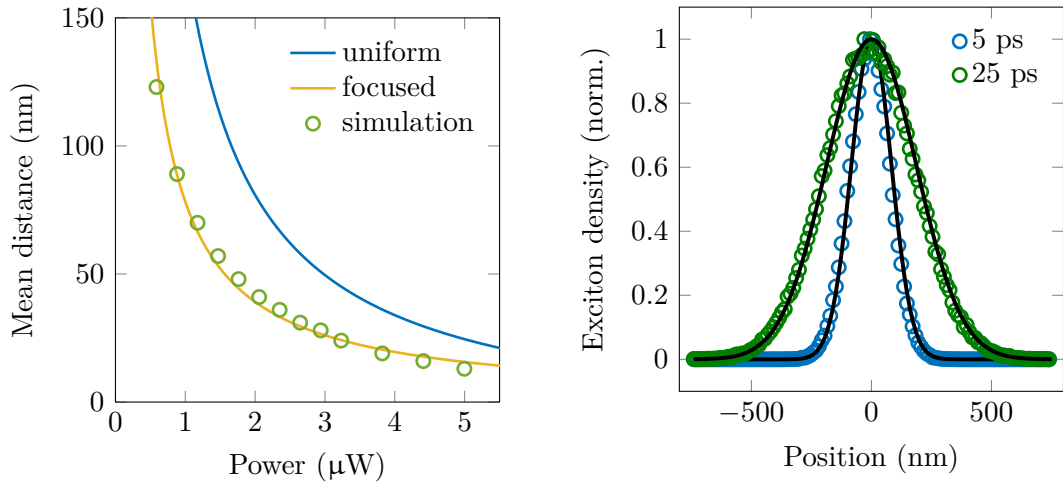 Mean distance (nm)
150
100
50
0
0 1 2 3 4 5
Power (µW)
uniform
focused
simulation
Exciton density (norm.)
1
0.8
0.6
0.4
0.2
0
−500 0 500
Position (nm)
5 ps
25 ps